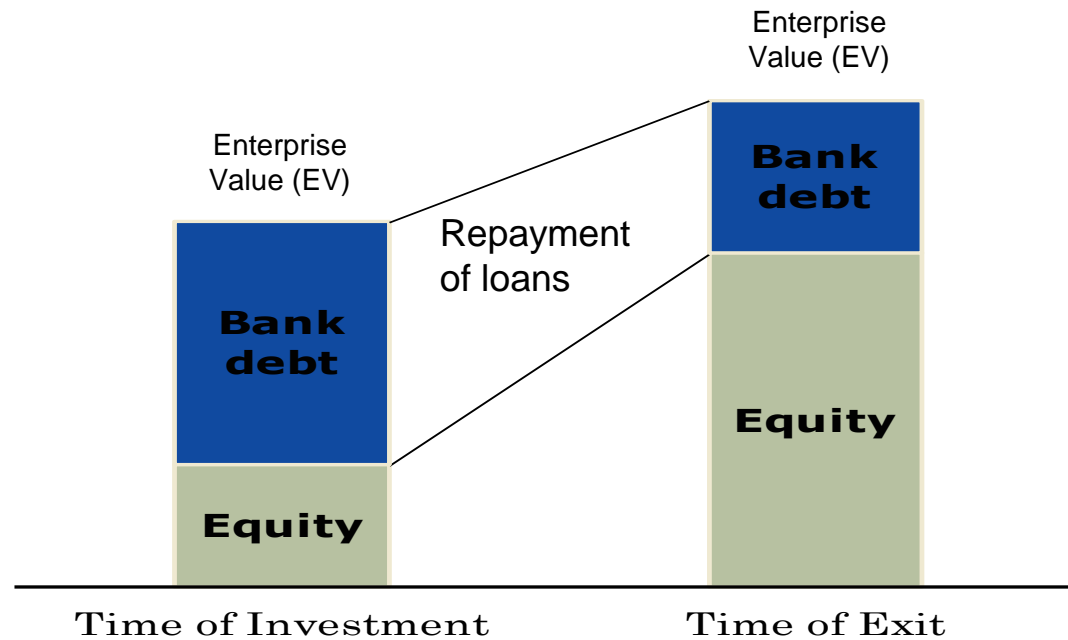 Enterprise
Value (EV)
Enterprise
Value (EV)
Bank
debt
Repayment
of loans
Bank
debt
Equity
Equity
Time of Investment
Time of Exit